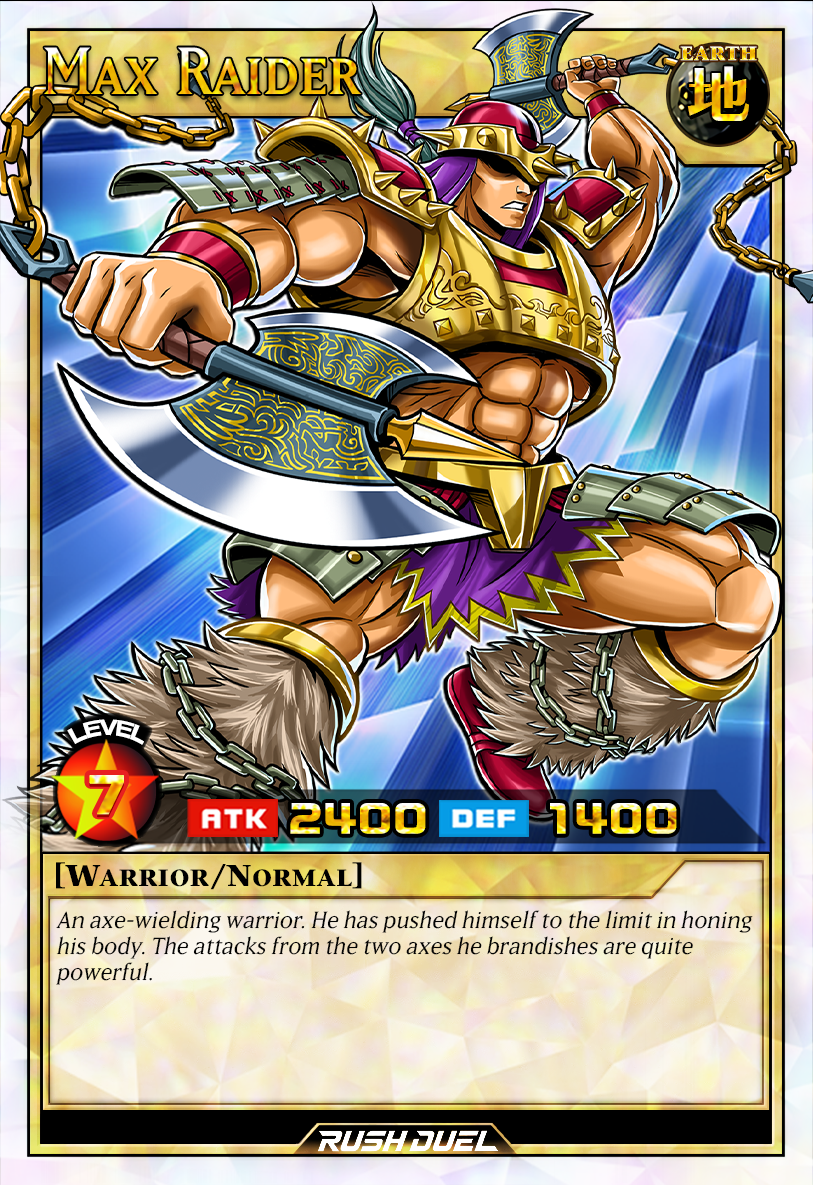 MAX RAIDER
EARTH
地
LEVEL
7
ATK 2400 DEF 1400
[WARRIOR/NORMAL]
An axe-wielding warrior. He has pushed himself to the limit in honing
his body. The attacks from the two axes he brandishes are quite
powerful.
RUSH DUEL